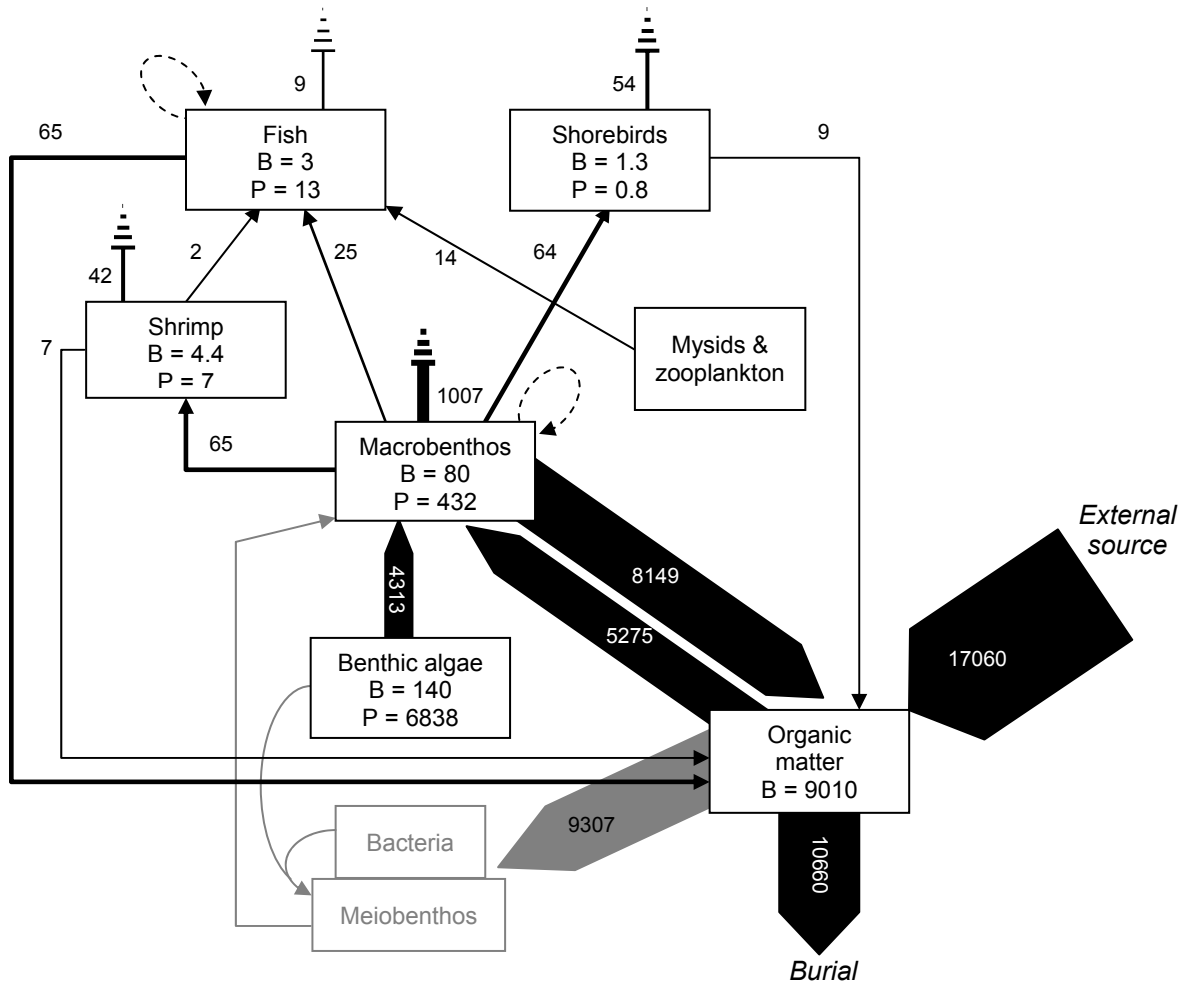 9
54
65
Fish
B = 3
P = 13
Shorebirds
B = 1.3
P = 0.8
9
42
2
25
14
64
7
Shrimp
B = 4.4
P = 7
Mysids &
zooplankton
1007
65
Macrobenthos
B = 80
P = 432
External
source
4313
8149
5275
17060
Benthic algae
B = 140
P = 6838
Organic
matter
B = 9010
9307
Bacteria
10660
Meiobenthos
Burial